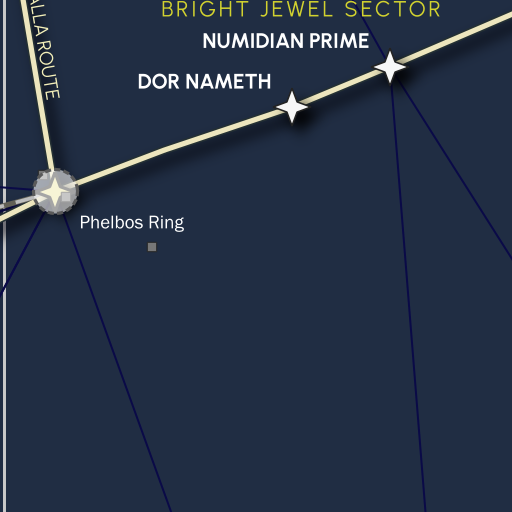 BRIGHT JEWEL SECTOR
NUMIDIAN PRIME
DOR NAMETH
ROUTE
Phelbos Ring